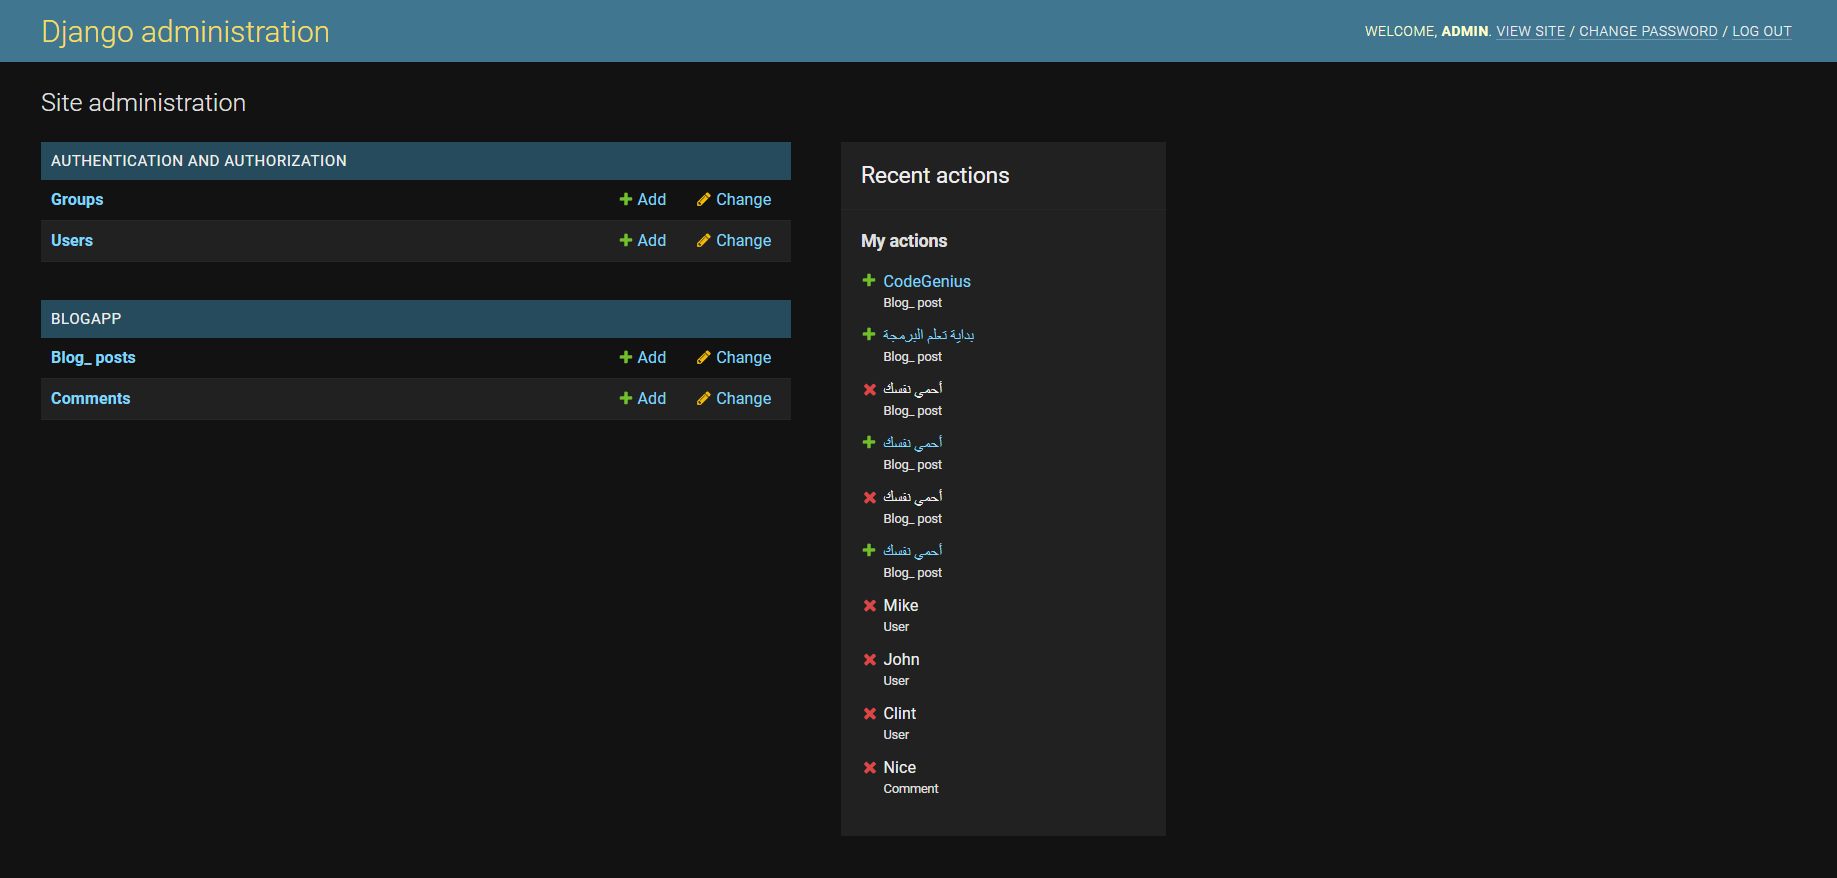 Django administration
WELCOME, ADMIN. VIEW SITE / CHANGE PASSWORD / LOG OUT
Site administration
AUTHENTICATION AND AUTHORIZATION
Groups Add Change
Users Add Change
BLOGAPP
Blog_ posts Add Change
Comments Add Change
Recent actions
My actions
CodeGenius
Blog_ post
بداية تعلم البرمجة
Blog_ post
أحمي نفسك
Blog_ post
أحمي نفسك
Blog_ post
أحمي نفسك
Blog_ post
أحمي نفسك
Blog_ post
Mike
User
John
User
Clint
User
Nice
Comment